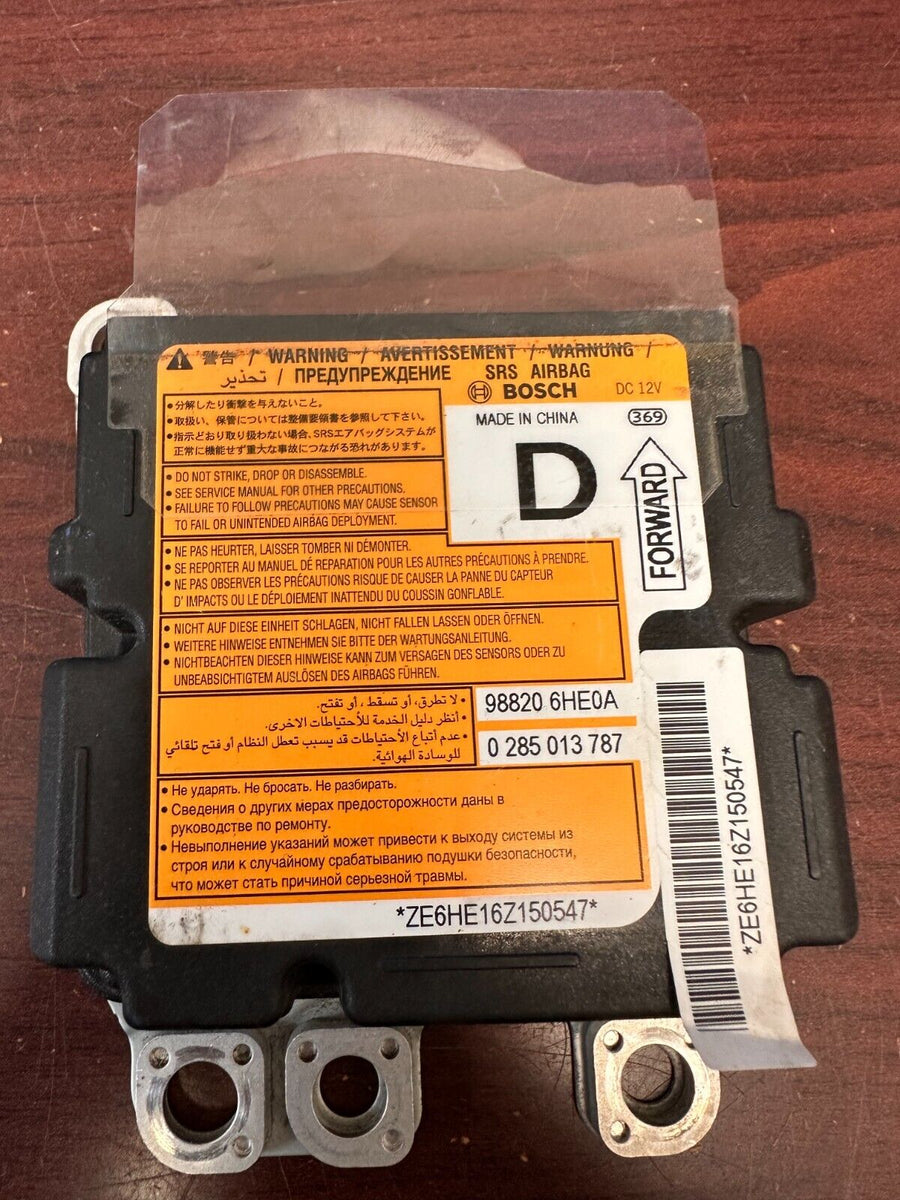 警告 / WARNING / AVERTISSEMENT / WARNUNG /
تحذير / ПРЕДУПРЕЖДЕНИЕ SRS AIRBAG
BOSCH DC 12V
MADE IN CHINA 369
D
FORWARD
•分解したり衝撃を与えないこと。
•取扱い、保管については整備要領書を参照して下さい。
•指示どおり取り扱わない場合、SRSエアバッグシステムが
正常に機能せず重大な事故につながる恐れがあります。
• DO NOT STRIKE, DROP OR DISASSEMBLE.
• SEE SERVICE MANUAL FOR OTHER PRECAUTIONS.
• FAILURE TO FOLLOW PRECAUTIONS MAY CAUSE SENSOR
TO FAIL OR UNINTENDED AIRBAG DEPLOYMENT.
• NE PAS HEURTER, LAISSER TOMBER NI DÉMONTER.
• SE REPORTER AU MANUEL DE RÉPARATION POUR LES AUTRES PRÉCAUTIONS À PRENDRE.
• NE PAS OBSERVER LES PRÉCAUTIONS RISQUE DE CAUSER LA PANNE DU CAPTEUR
D' IMPACTS OU LE DÉPLOIEMENT INATTENDU DU COUSSIN GONFLABLE.
• NICHT AUF DIESE EINHEIT SCHLAGEN, NICHT FALLEN LASSEN ODER ÖFFNEN.
• WEITERE HINWEISE ENTNEHMEN SIE BITTE DER WARTUNGSANLEITUNG.
• NICHTBEACHTEN DIESER HINWEISE KANN ZUM VERSAGEN DES SENSORS ODER ZU
UNBEABSICHTIGTEM AUSLÖSEN DES AIRBAGS FÜHREN.
• لا تطرق، أو تسقط ، أو تفتح.
• أنظر دليل الخدمة للأحتياطات الاخرى.
• عدم أتباع الأحتياطات قد يسبب تعطل النظام أو فتح تلقائي
للوسادة الهوائية.
98820 6HE0A
0 285 013 787
• Не ударять. Не бросать. Не разбирать.
• Сведения о других мерах предосторожности даны в
руководстве по ремонту.
• Невыполнение указаний может привести к выходу системы из
строя или к случайному срабатыванию подушки безопасности,
что может стать причиной серьезной травмы.
*ZE6HE16Z150547*
*ZE6HE16Z150547*